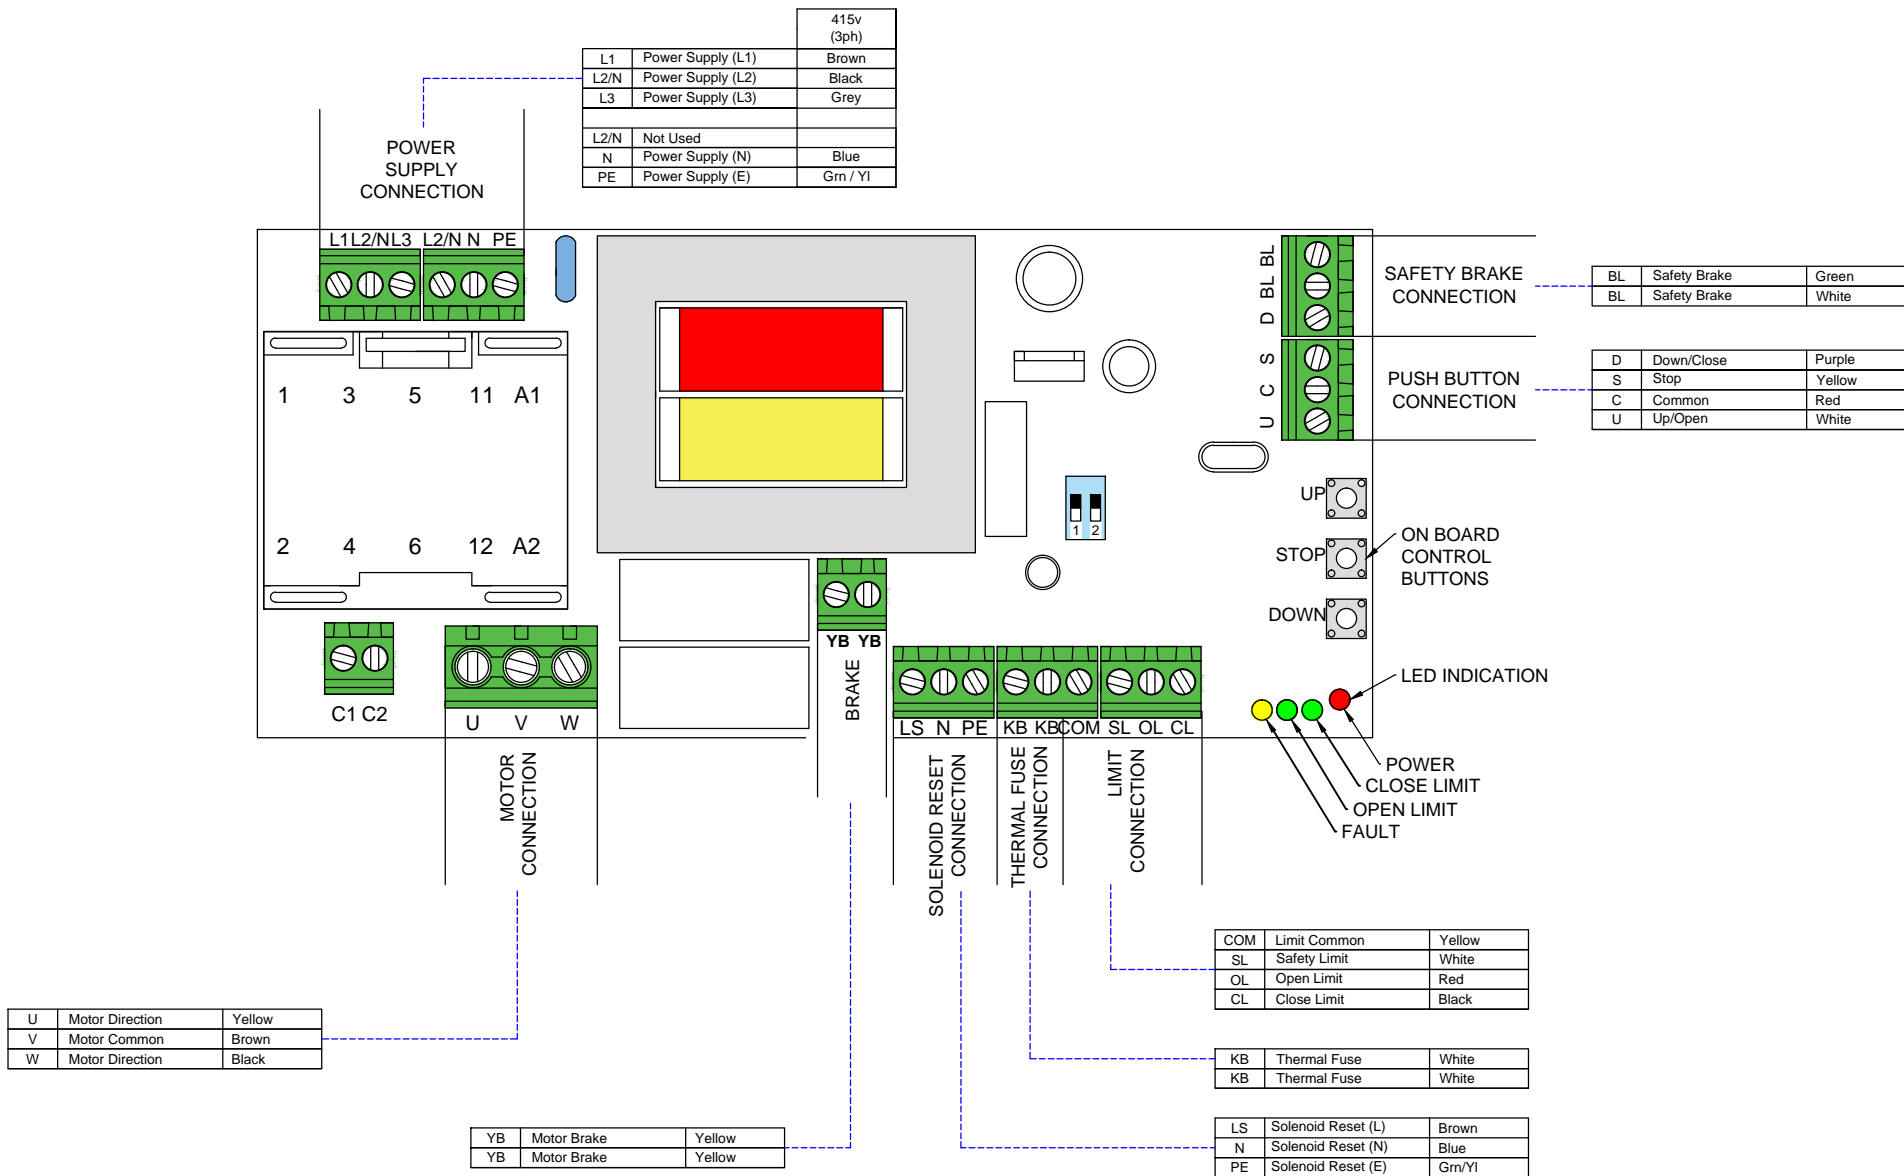 415v
(3ph)
L1 Power Supply (L1) Brown
L2/N Power Supply (L2) Black
L3 Power Supply (L3) Grey
L2/N Not Used
N Power Supply (N) Blue
PE Power Supply (E) Grn / Yl
POWER
SUPPLY
CONNECTION
L1 L2/N L3 L2/N N PE
1 3 5 11 A1
2 4 6 12 A2
C1 C2
U V W
MOTOR
CONNECTION
YB YB
BRAKE
1 2
BL
BL
D
S
C
U
SAFETY BRAKE
CONNECTION
BL Safety Brake Green
BL Safety Brake White
PUSH BUTTON
CONNECTION
D Down/Close Purple
S Stop Yellow
C Common Red
U Up/Open White
UP
STOP
DOWN
ON BOARD
CONTROL
BUTTONS
LED INDICATION
POWER
CLOSE LIMIT
OPEN LIMIT
FAULT
LS N PE KB KB COM SL OL CL
SOLENOID RESET
CONNECTION
THERMAL FUSE
CONNECTION
LIMIT
CONNECTION
COM Limit Common Yellow
SL Safety Limit White
OL Open Limit Red
CL Close Limit Black
U Motor Direction Yellow
V Motor Common Brown
W Motor Direction Black
KB Thermal Fuse White
KB Thermal Fuse White
YB Motor Brake Yellow
YB Motor Brake Yellow
LS Solenoid Reset (L) Brown
N Solenoid Reset (N) Blue
PE Solenoid Reset (E) Grn/Yl